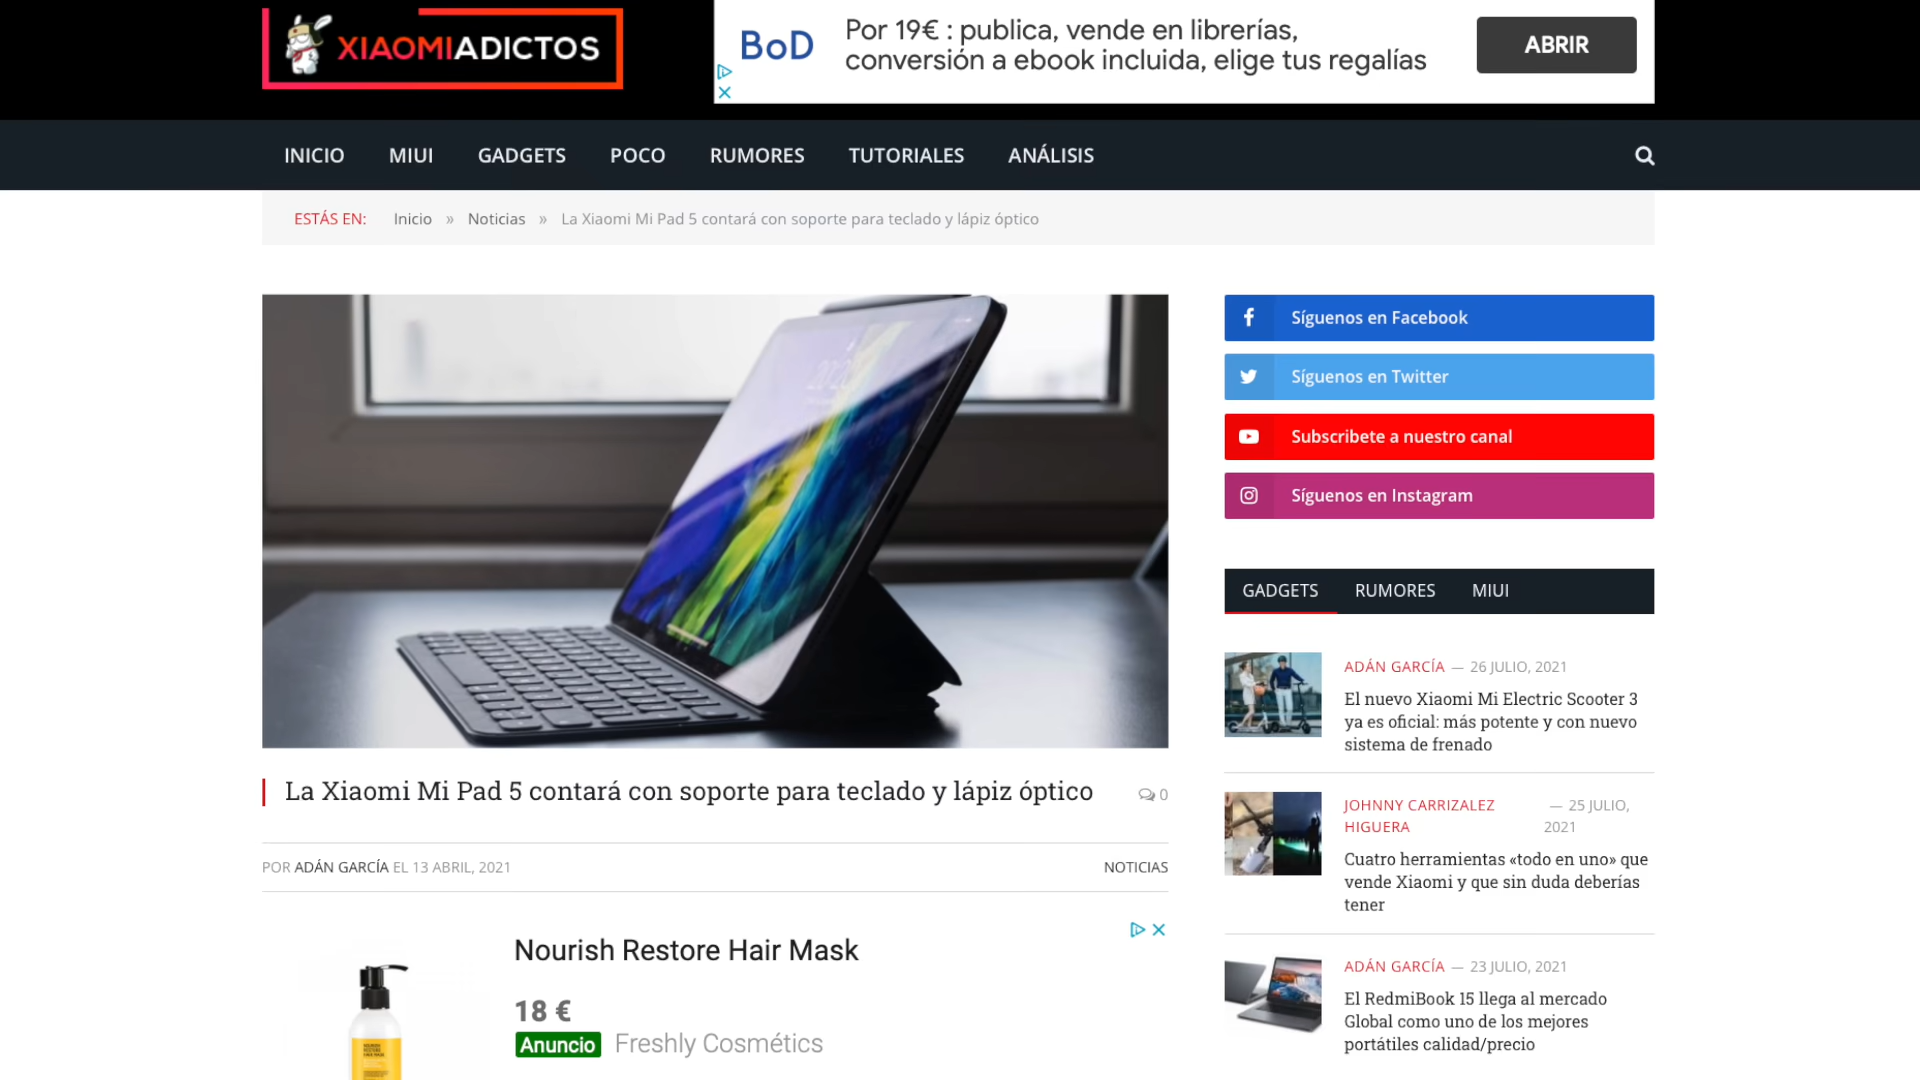 XIAOMIADICTOS
BoD
Por 19€ : publica, vende en librerías,
conversión a ebook incluida, elige tus regalías
ABRIR
INICIO
MIUI
GADGETS
POCO
RUMORES
TUTORIALES
ANÁLISIS
ESTÁS EN: Inicio » Noticias » La Xiaomi Mi Pad 5 contará con soporte para teclado y lápiz óptico
La Xiaomi Mi Pad 5 contará con soporte para teclado y lápiz óptico
0
POR ADÁN GARCÍA EL 13 ABRIL, 2021
NOTICIAS
Nourish Restore Hair Mask
18 €
Anuncio Freshly Cosmétics
Síguenos en Facebook
Síguenos en Twitter
Subscribete a nuestro canal
Síguenos en Instagram
GADGETS
RUMORES
MIUI
ADÁN GARCÍA — 26 JULIO, 2021
El nuevo Xiaomi Mi Electric Scooter 3
ya es oficial: más potente y con nuevo
sistema de frenado
JOHNNY CARRIZALEZ
HIGUERA
— 25 JULIO,
2021
Cuatro herramientas «todo en uno» que
vende Xiaomi y que sin duda deberías
tener
ADÁN GARCÍA — 23 JULIO, 2021
El RedmiBook 15 llega al mercado
Global como uno de los mejores
portátiles calidad/precio